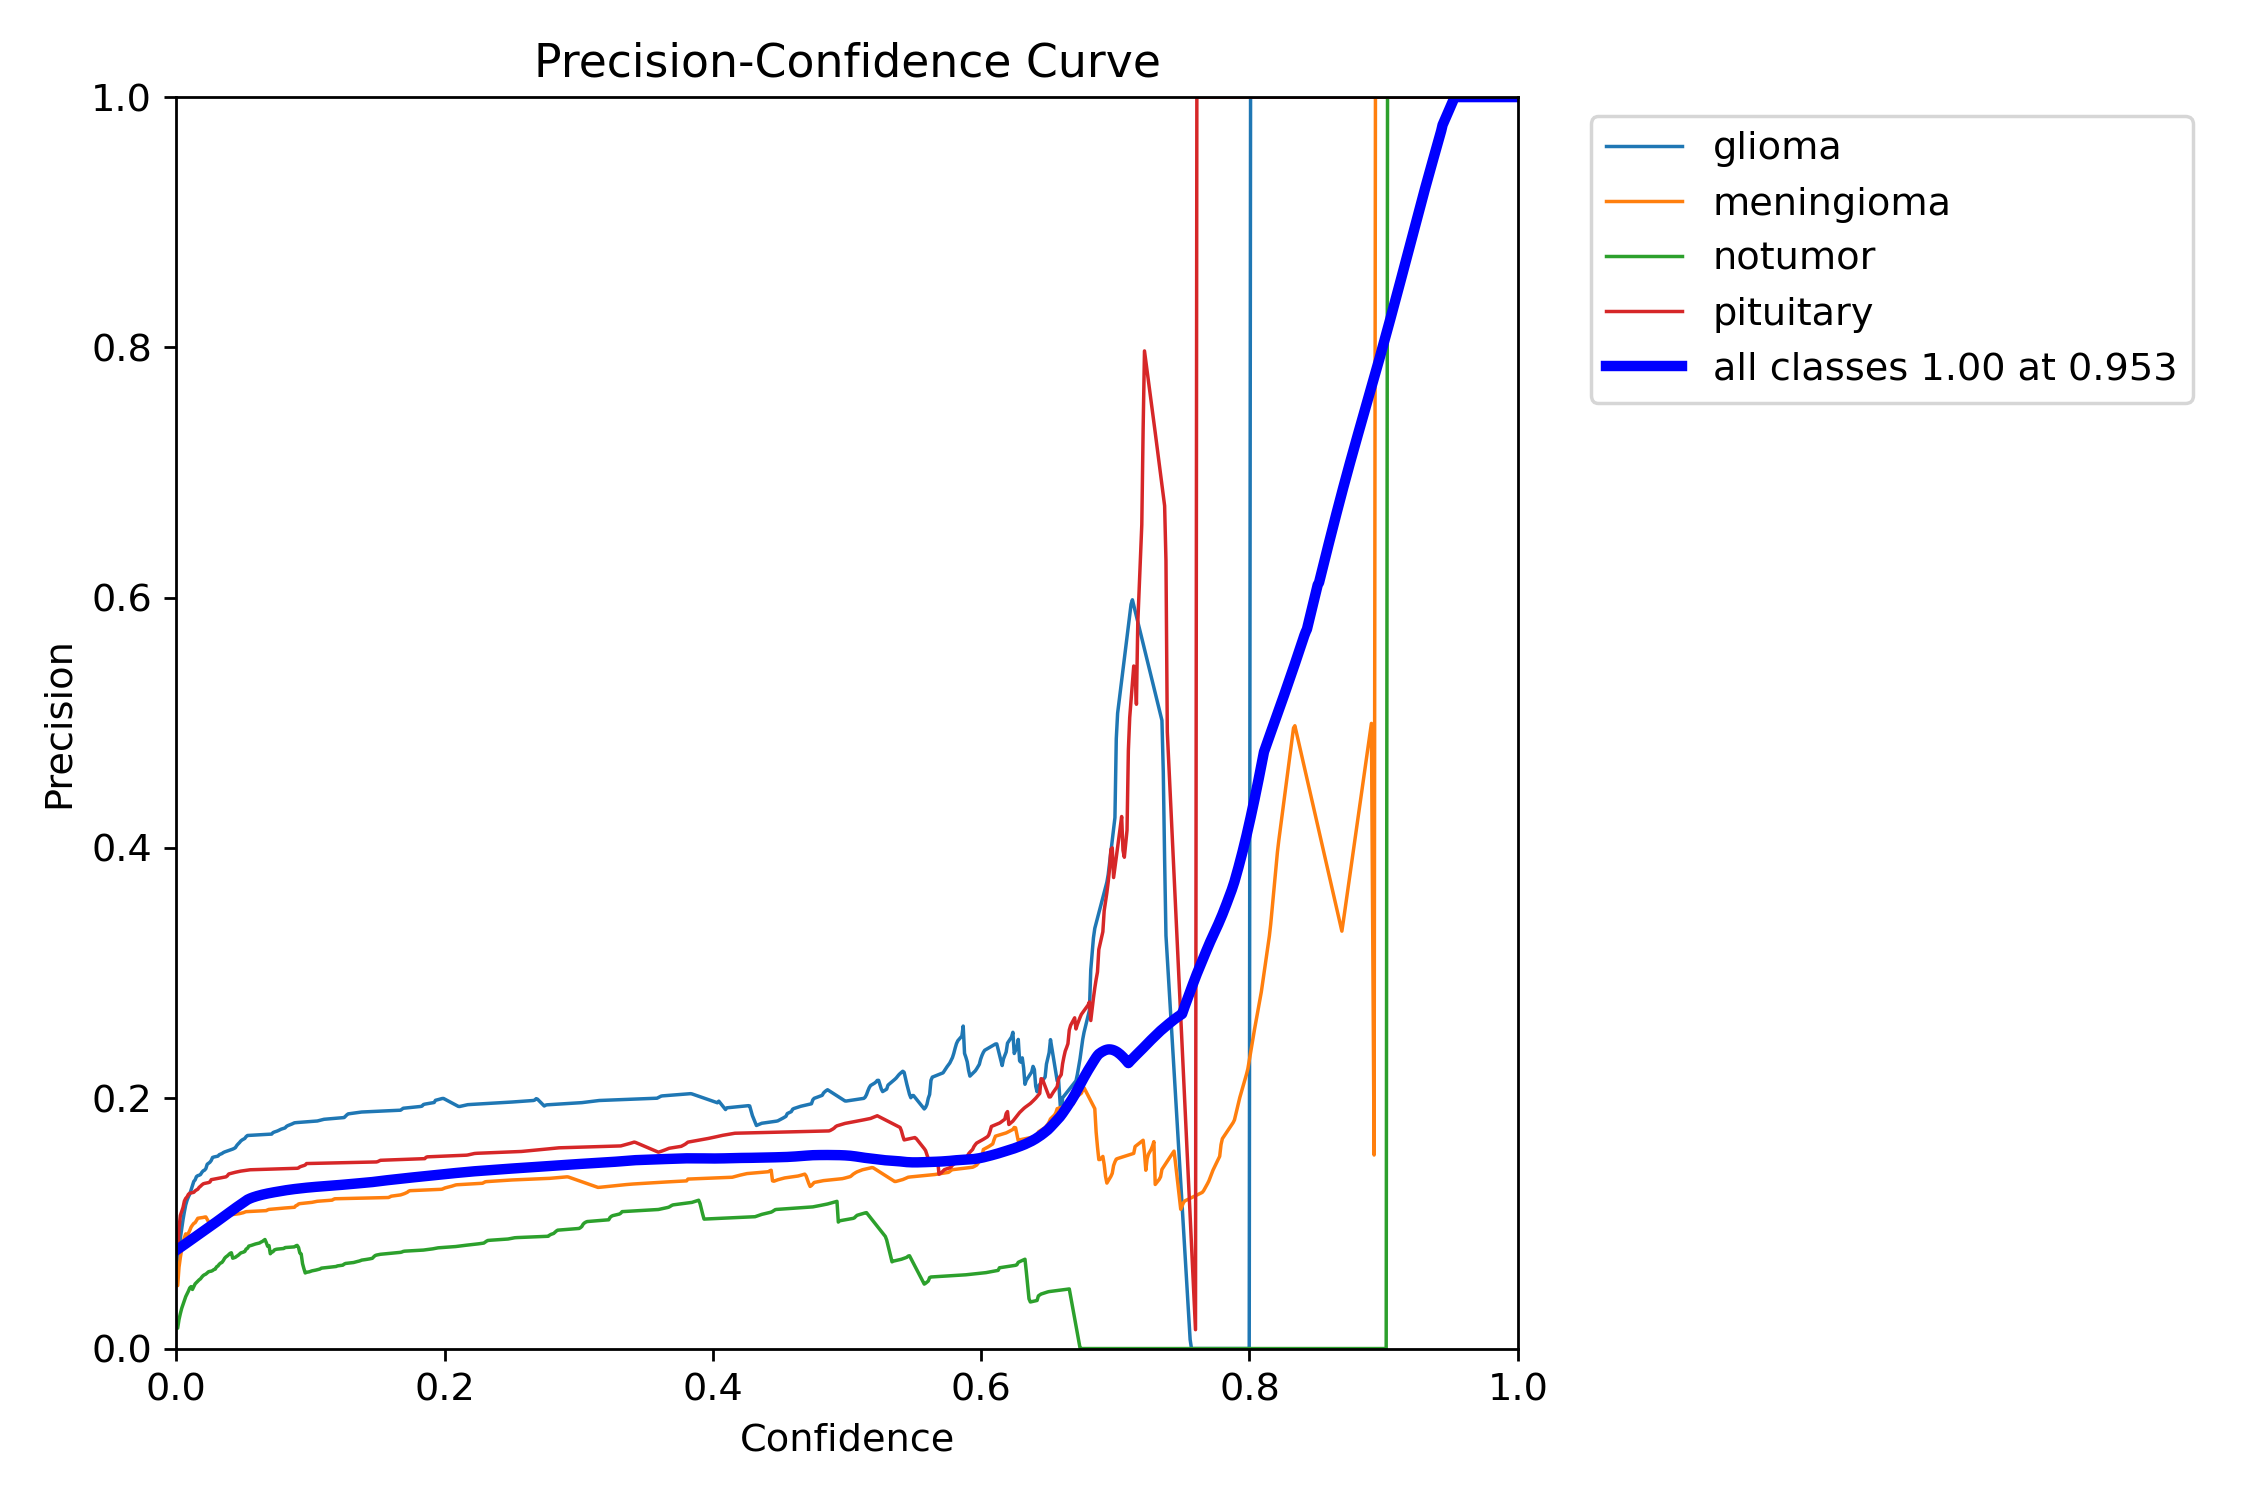 Precision-Confidence Curve
1.0
0.8
0.6
0.4
0.2
0.0
Precision
0.0 0.2 0.4 0.6 0.8 1.0
Confidence
glioma
meningioma
notumor
pituitary
all classes 1.00 at 0.953